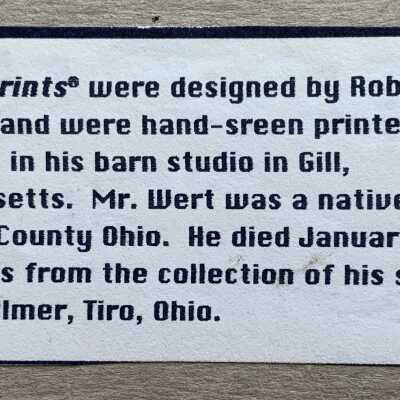 rints® were designed by Rob
and were hand-sreen printe
in his barn studio in Gill,
setts. Mr. Wert was a native
County Ohio. He died Januar
s from the collection of his s
lmer, Tiro, Ohio.